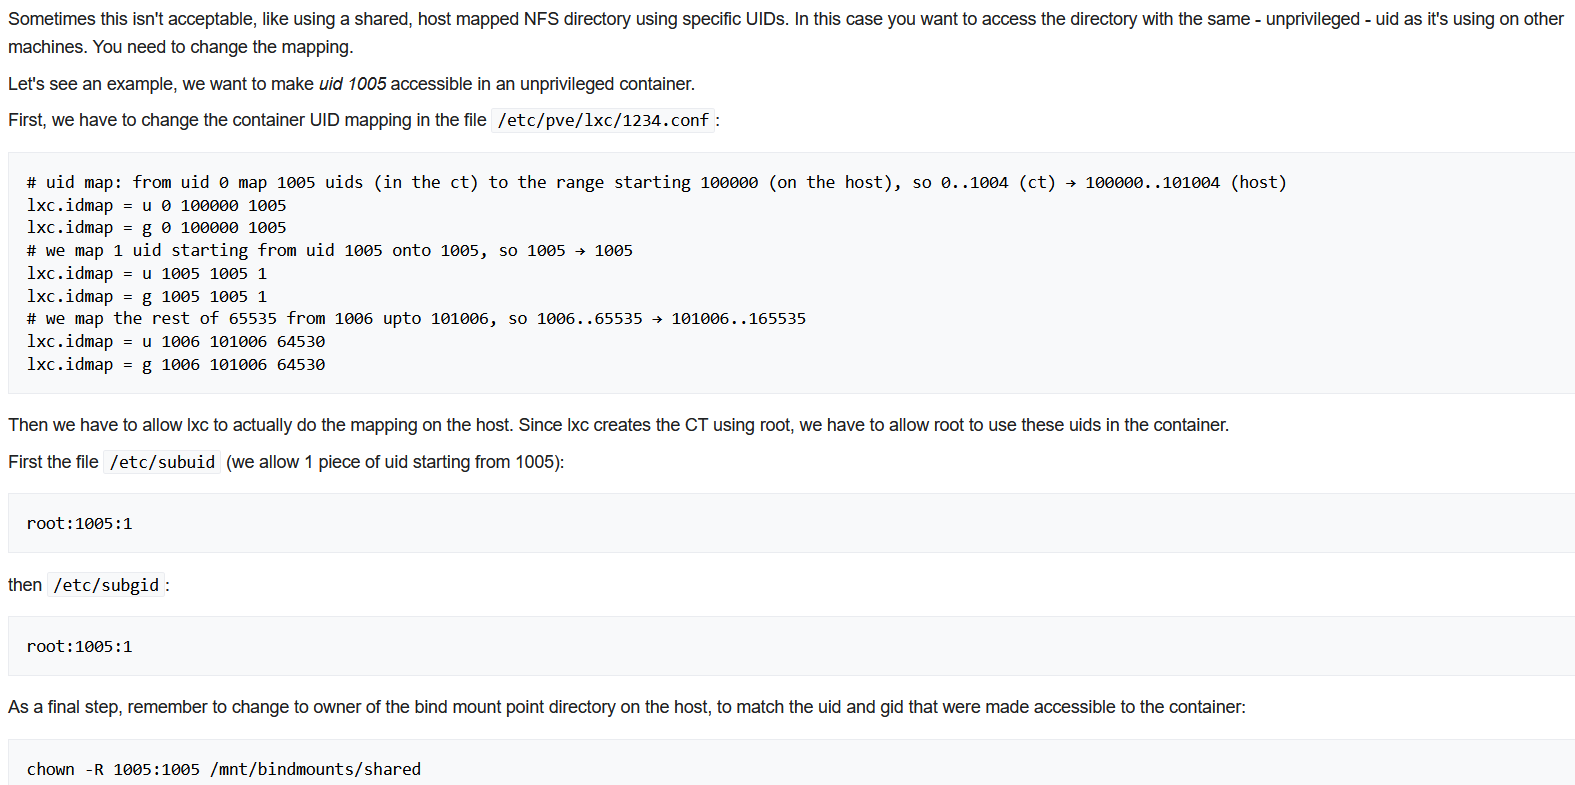 Sometimes this isn't acceptable, like using a shared, host mapped NFS directory using specific UIDs. In this case you want to access the directory with the same - unprivileged - uid as it's using on other
machines. You need to change the mapping.
Let's see an example, we want to make uid 1005 accessible in an unprivileged container.
First, we have to change the container UID mapping in the file /etc/pve/lxc/1234.conf :
# uid map: from uid 0 map 1005 uids (in the ct) to the range starting 100000 (on the host), so 0..1004 (ct) → 100000..101004 (host)
lxc.idmap = u 0 100000 1005
lxc.idmap = g 0 100000 1005
# we map 1 uid starting from uid 1005 onto 1005, so 1005 → 1005
lxc.idmap = u 1005 1005 1
lxc.idmap = g 1005 1005 1
# we map the rest of 65535 from 1006 upto 101006, so 1006..65535 → 101006..165535
lxc.idmap = u 1006 101006 64530
lxc.idmap = g 1006 101006 64530
Then we have to allow lxc to actually do the mapping on the host. Since lxc creates the CT using root, we have to allow root to use these uids in the container.
First the file /etc/subuid (we allow 1 piece of uid starting from 1005):
root:1005:1
then /etc/subgid :
root:1005:1
As a final step, remember to change to owner of the bind mount point directory on the host, to match the uid and gid that were made accessible to the container:
chown -R 1005:1005 /mnt/bindmounts/shared